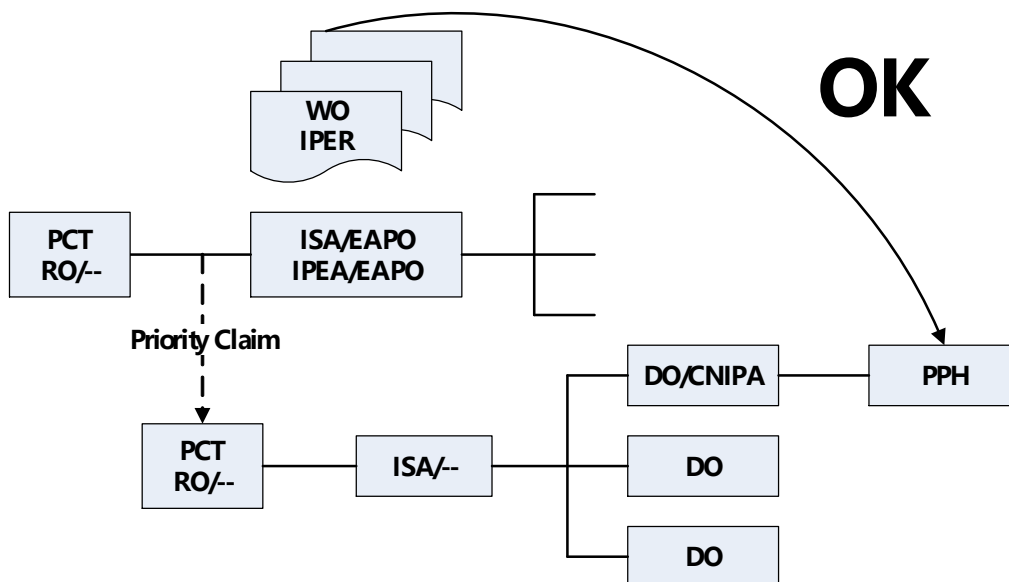 OK
WO
IPER
PCT
RO/--
ISA/EAPO
IPEA/EAPO
Priority Claim
DO/CNIPA
PPH
PCT
RO/--
ISA/--
DO
DO